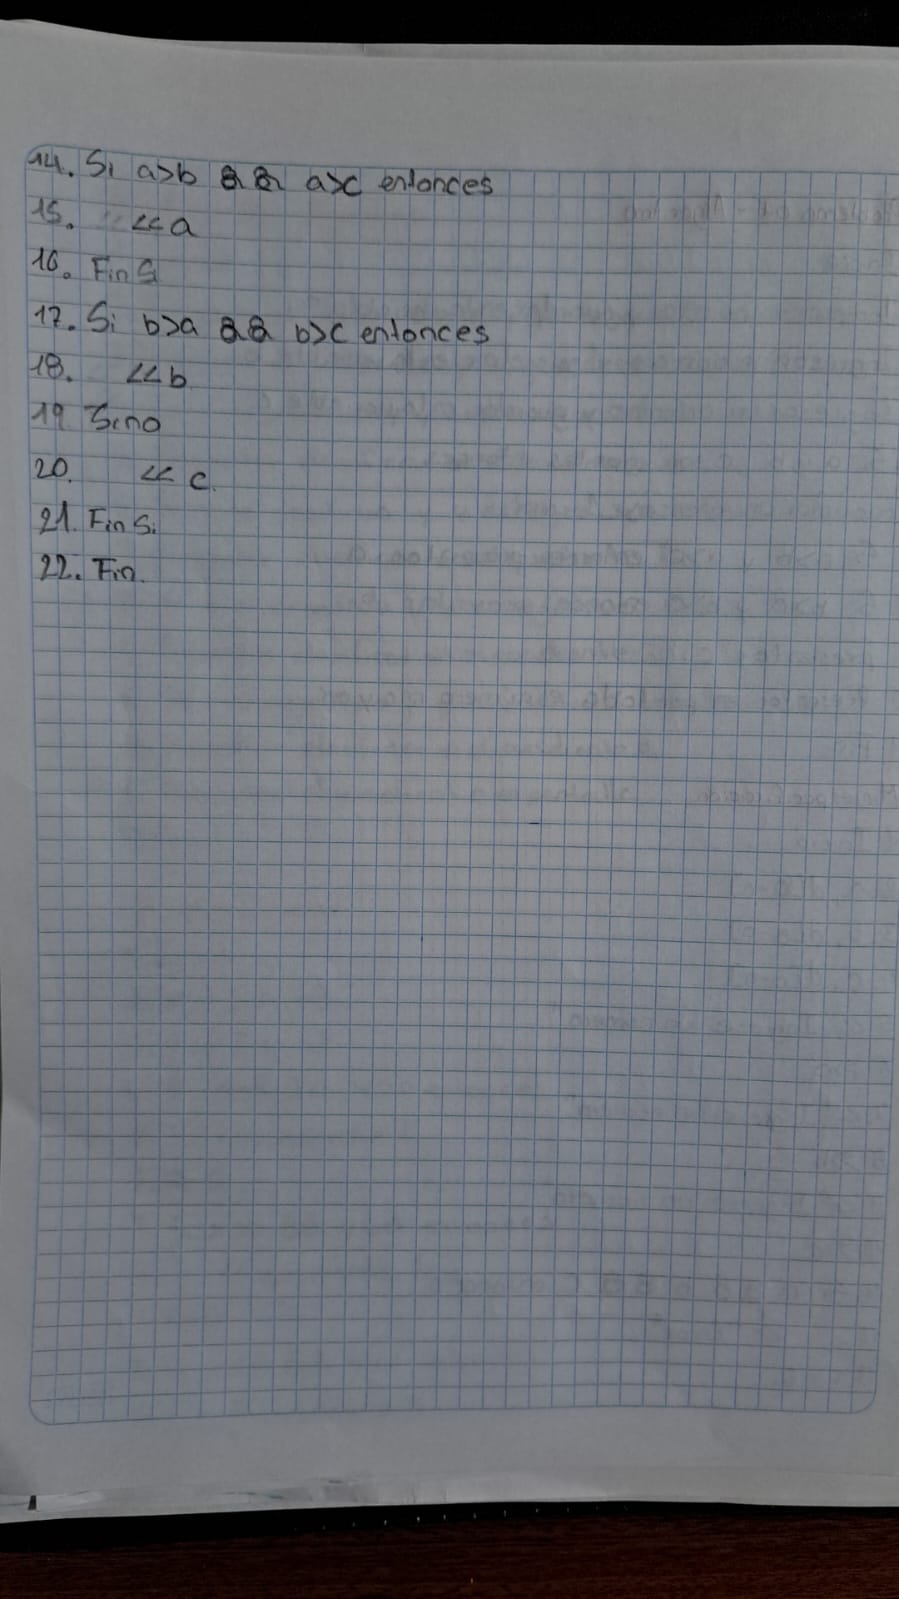 14. Si a>b && a>c entonces
15. <<a
16. Fin Si
17. Si b>a && b>c entonces
18. <<b
19. Sino
20. << c.
21. Fin Si
22. Fin.